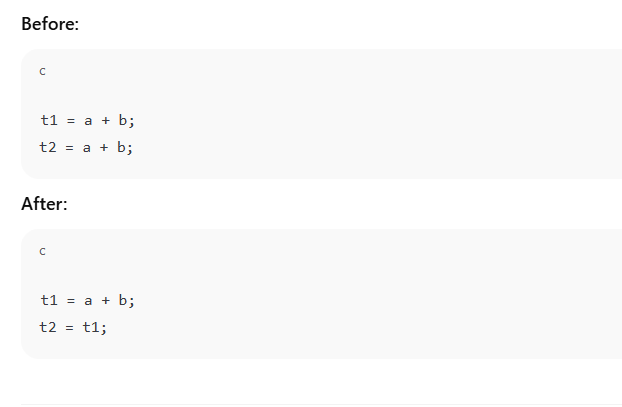 Before:
c
t1 = a + b;
t2 = a + b;
After:
c
t1 = a + b;
t2 = t1;